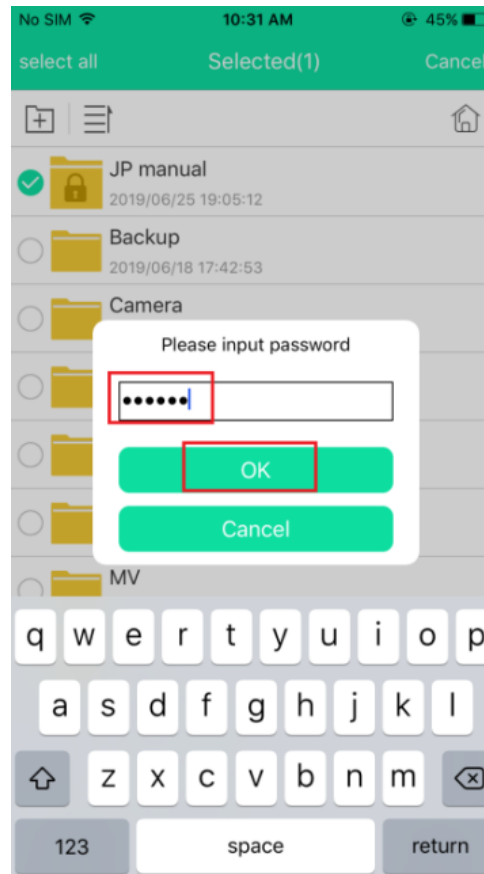 No SIM 10:31 AM 45%
select all Selected(1) Cancel
JP manual
2019/06/25 19:05:12
Backup
2019/06/18 17:42:53
Camera
Please input password
••••••
OK
Cancel
MV
q w e r t y u i o p
a s d f g h j k l
z x c v b n m
123 space return